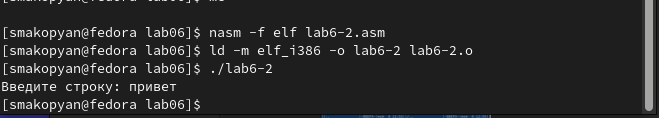 [smakopyan@fedora lab06]$ nasm -f elf lab6-2.asm
[smakopyan@fedora lab06]$ ld -m elf_i386 -o lab6-2 lab6-2.o
[smakopyan@fedora lab06]$ ./lab6-2
Введите строку: привет
[smakopyan@fedora lab06]$